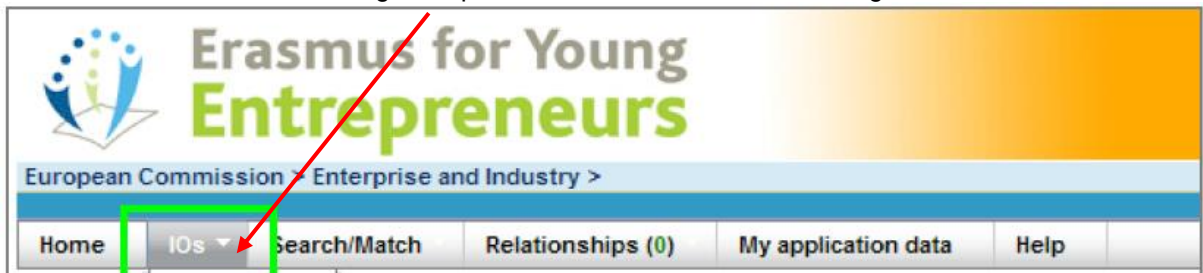 Erasmus for Young
Entrepreneurs
European Commission > Enterprise and Industry >
Home IOs Search/Match Relationships (0) My application data Help